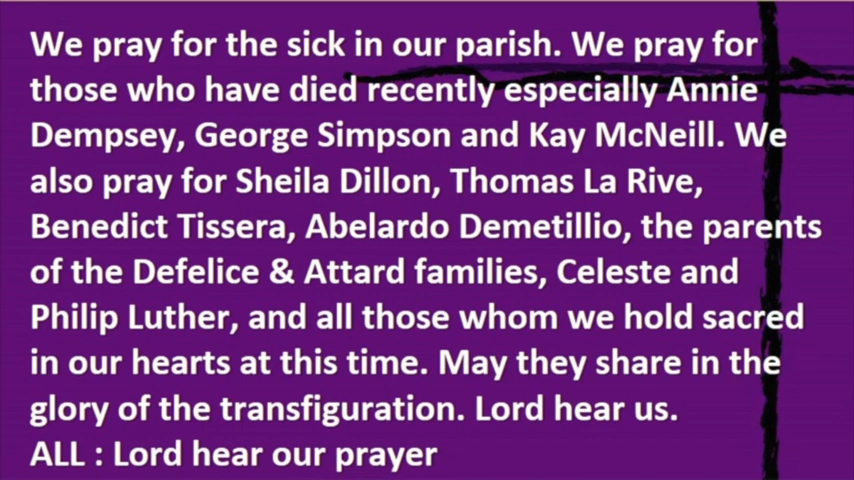 We pray for the sick in our parish. We pray for
those who have died recently especially Annie
Dempsey, George Simpson and Kay McNeill. We
also pray for Sheila Dillon, Thomas La Rive,
Benedict Tissera, Abelardo Demetillio, the parents
of the Defelice & Attard families, Celeste and
Philip Luther, and all those whom we hold sacred
in our hearts at this time. May they share in the
glory of the transfiguration. Lord hear us.
ALL : Lord hear our prayer